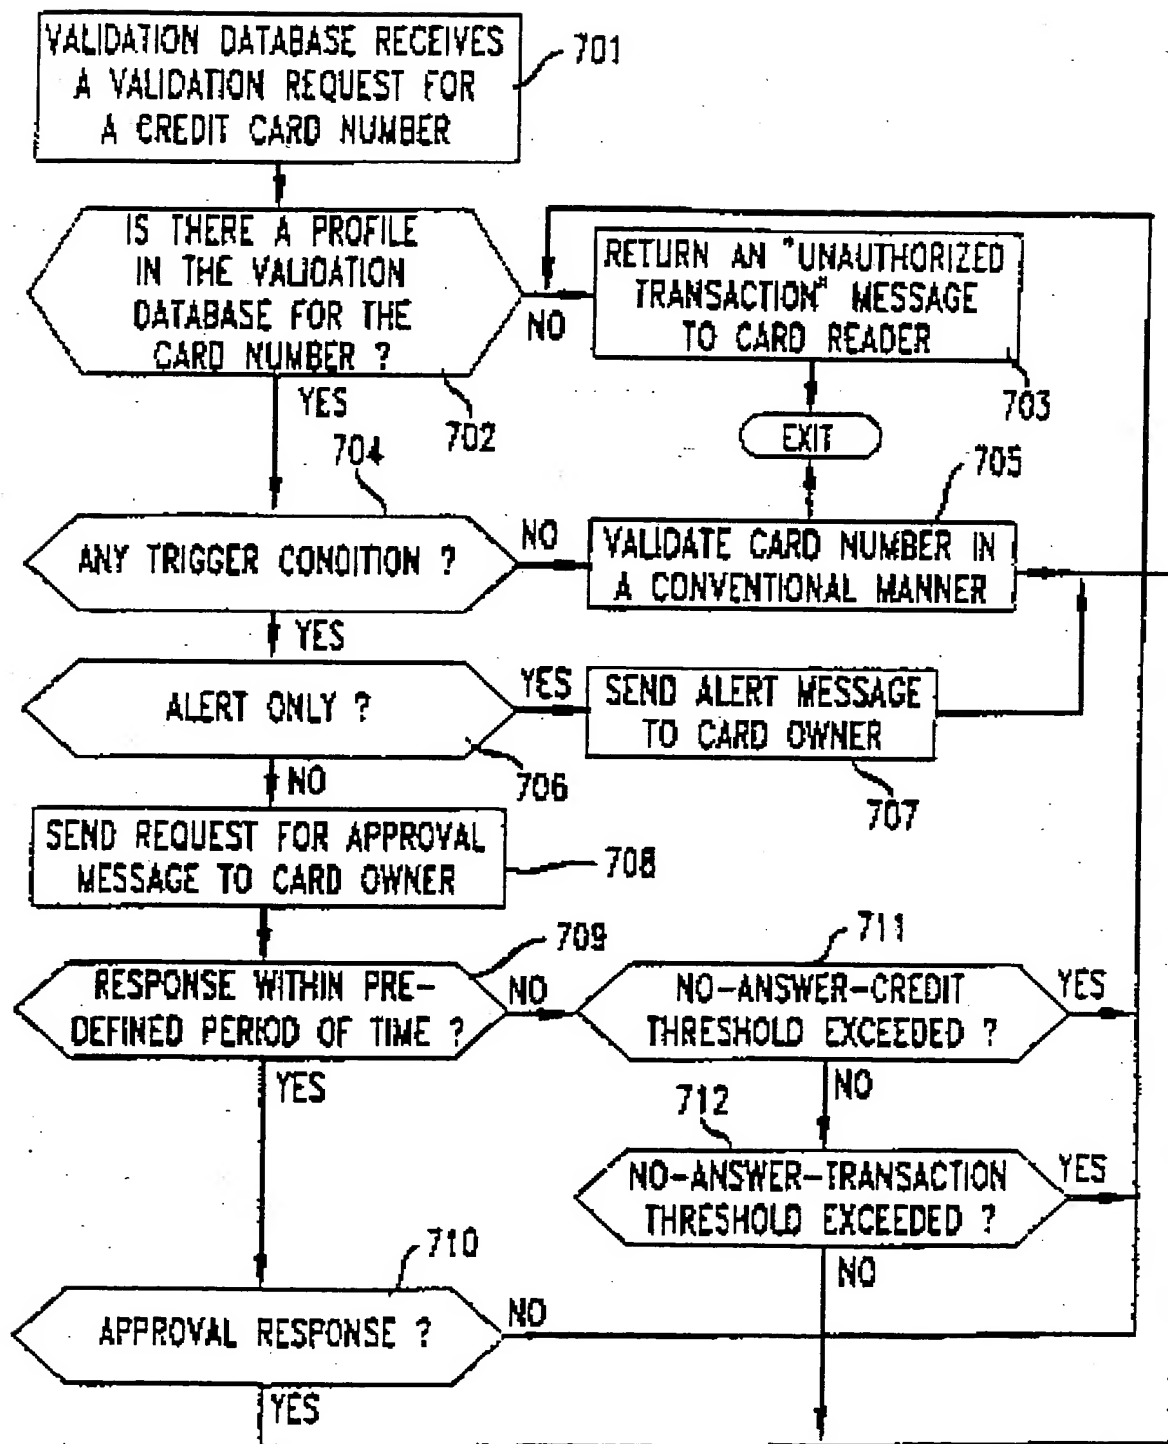 VALIDATION DATABASE RECEIVES
A VALIDATION REQUEST FOR
A CREDIT CARD NUMBER
701
IS THERE A PROFILE
IN THE VALIDATION
DATABASE FOR THE
CARD NUMBER ?
NO
YES
702
RETURN AN "UNAUTHORIZED
TRANSACTION" MESSAGE
TO CARD READER
703
EXIT
704
ANY TRIGGER CONDITION ?
NO
YES
705
VALIDATE CARD NUMBER IN
A CONVENTIONAL MANNER
ALERT ONLY ?
YES
NO
706
SEND ALERT MESSAGE
TO CARD OWNER
707
SEND REQUEST FOR APPROVAL
MESSAGE TO CARD OWNER
708
709
RESPONSE WITHIN PRE-
DEFINED PERIOD OF TIME ?
NO
YES
711
NO-ANSWER-CREDIT
THRESHOLD EXCEEDED ?
YES
NO
712
NO-ANSWER-TRANSACTION
THRESHOLD EXCEEDED ?
YES
NO
710
APPROVAL RESPONSE ?
NO
YES